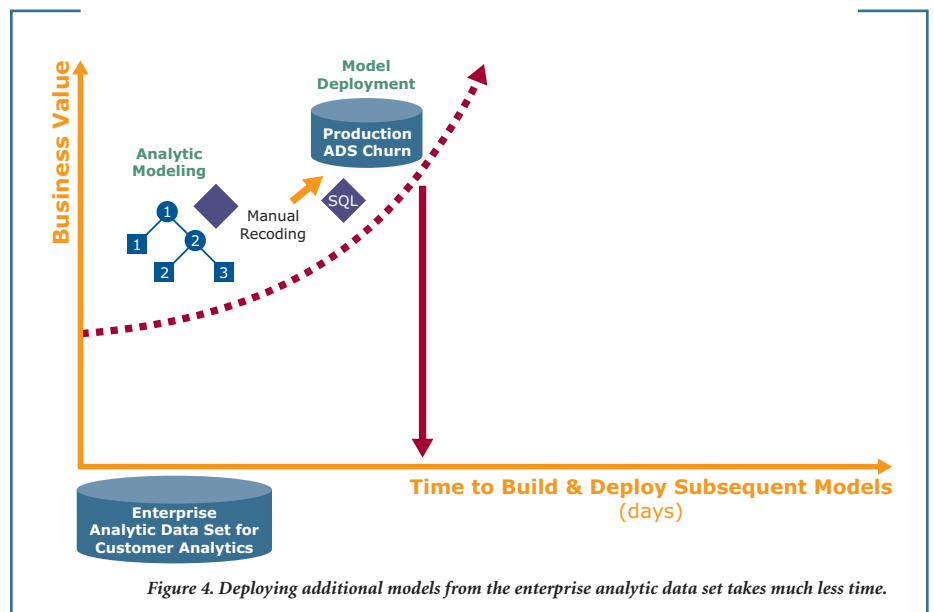 Business Value
Model
Deployment
Production
ADS Churn
Analytic
Modeling
SQL
Manual
Recoding
1
1
2
2
3
Time to Build & Deploy Subsequent Models
(days)
Enterprise
Analytic Data Set for
Customer Analytics
Figure 4. Deploying additional models from the enterprise analytic data set takes much less time.